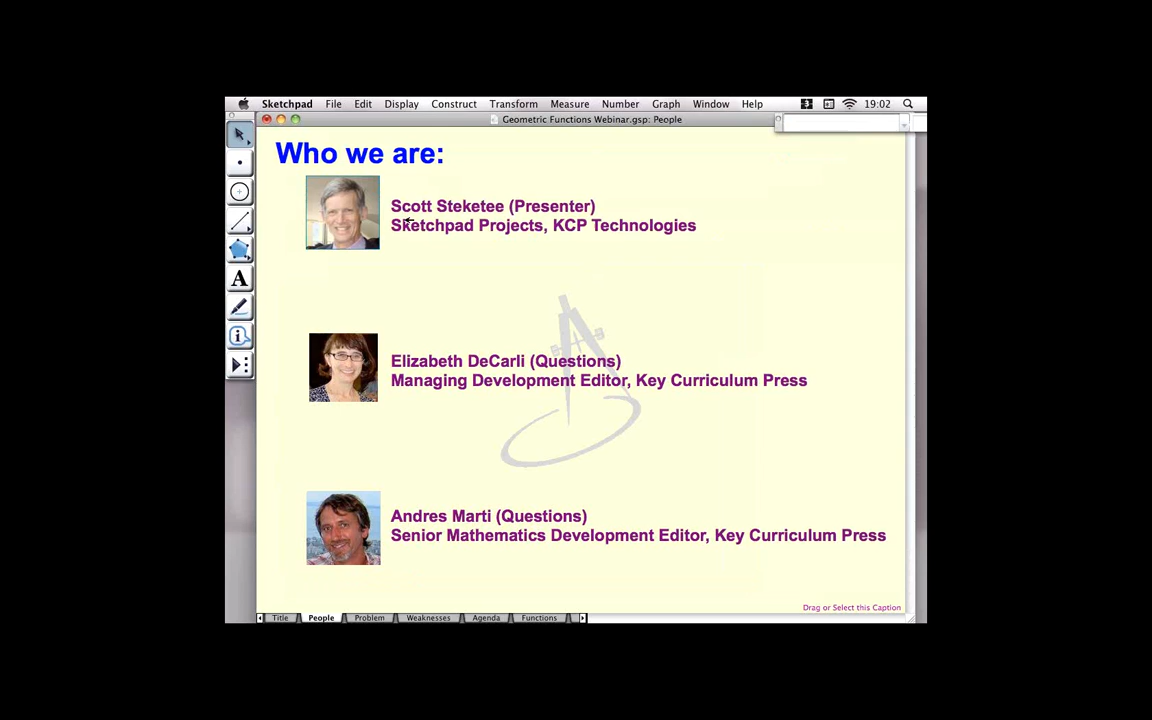 Sketchpad File Edit Display Construct Transform Measure Number Graph Window Help 19:02
Geometric Functions Webinar.gsp: People
Who we are:
Scott Steketee (Presenter)
Sketchpad Projects, KCP Technologies
Elizabeth DeCarli (Questions)
Managing Development Editor, Key Curriculum Press
Andres Marti (Questions)
Senior Mathematics Development Editor, Key Curriculum Press
Drag or Select this Caption
Title People Problem Weaknesses Agenda Functions
A
i